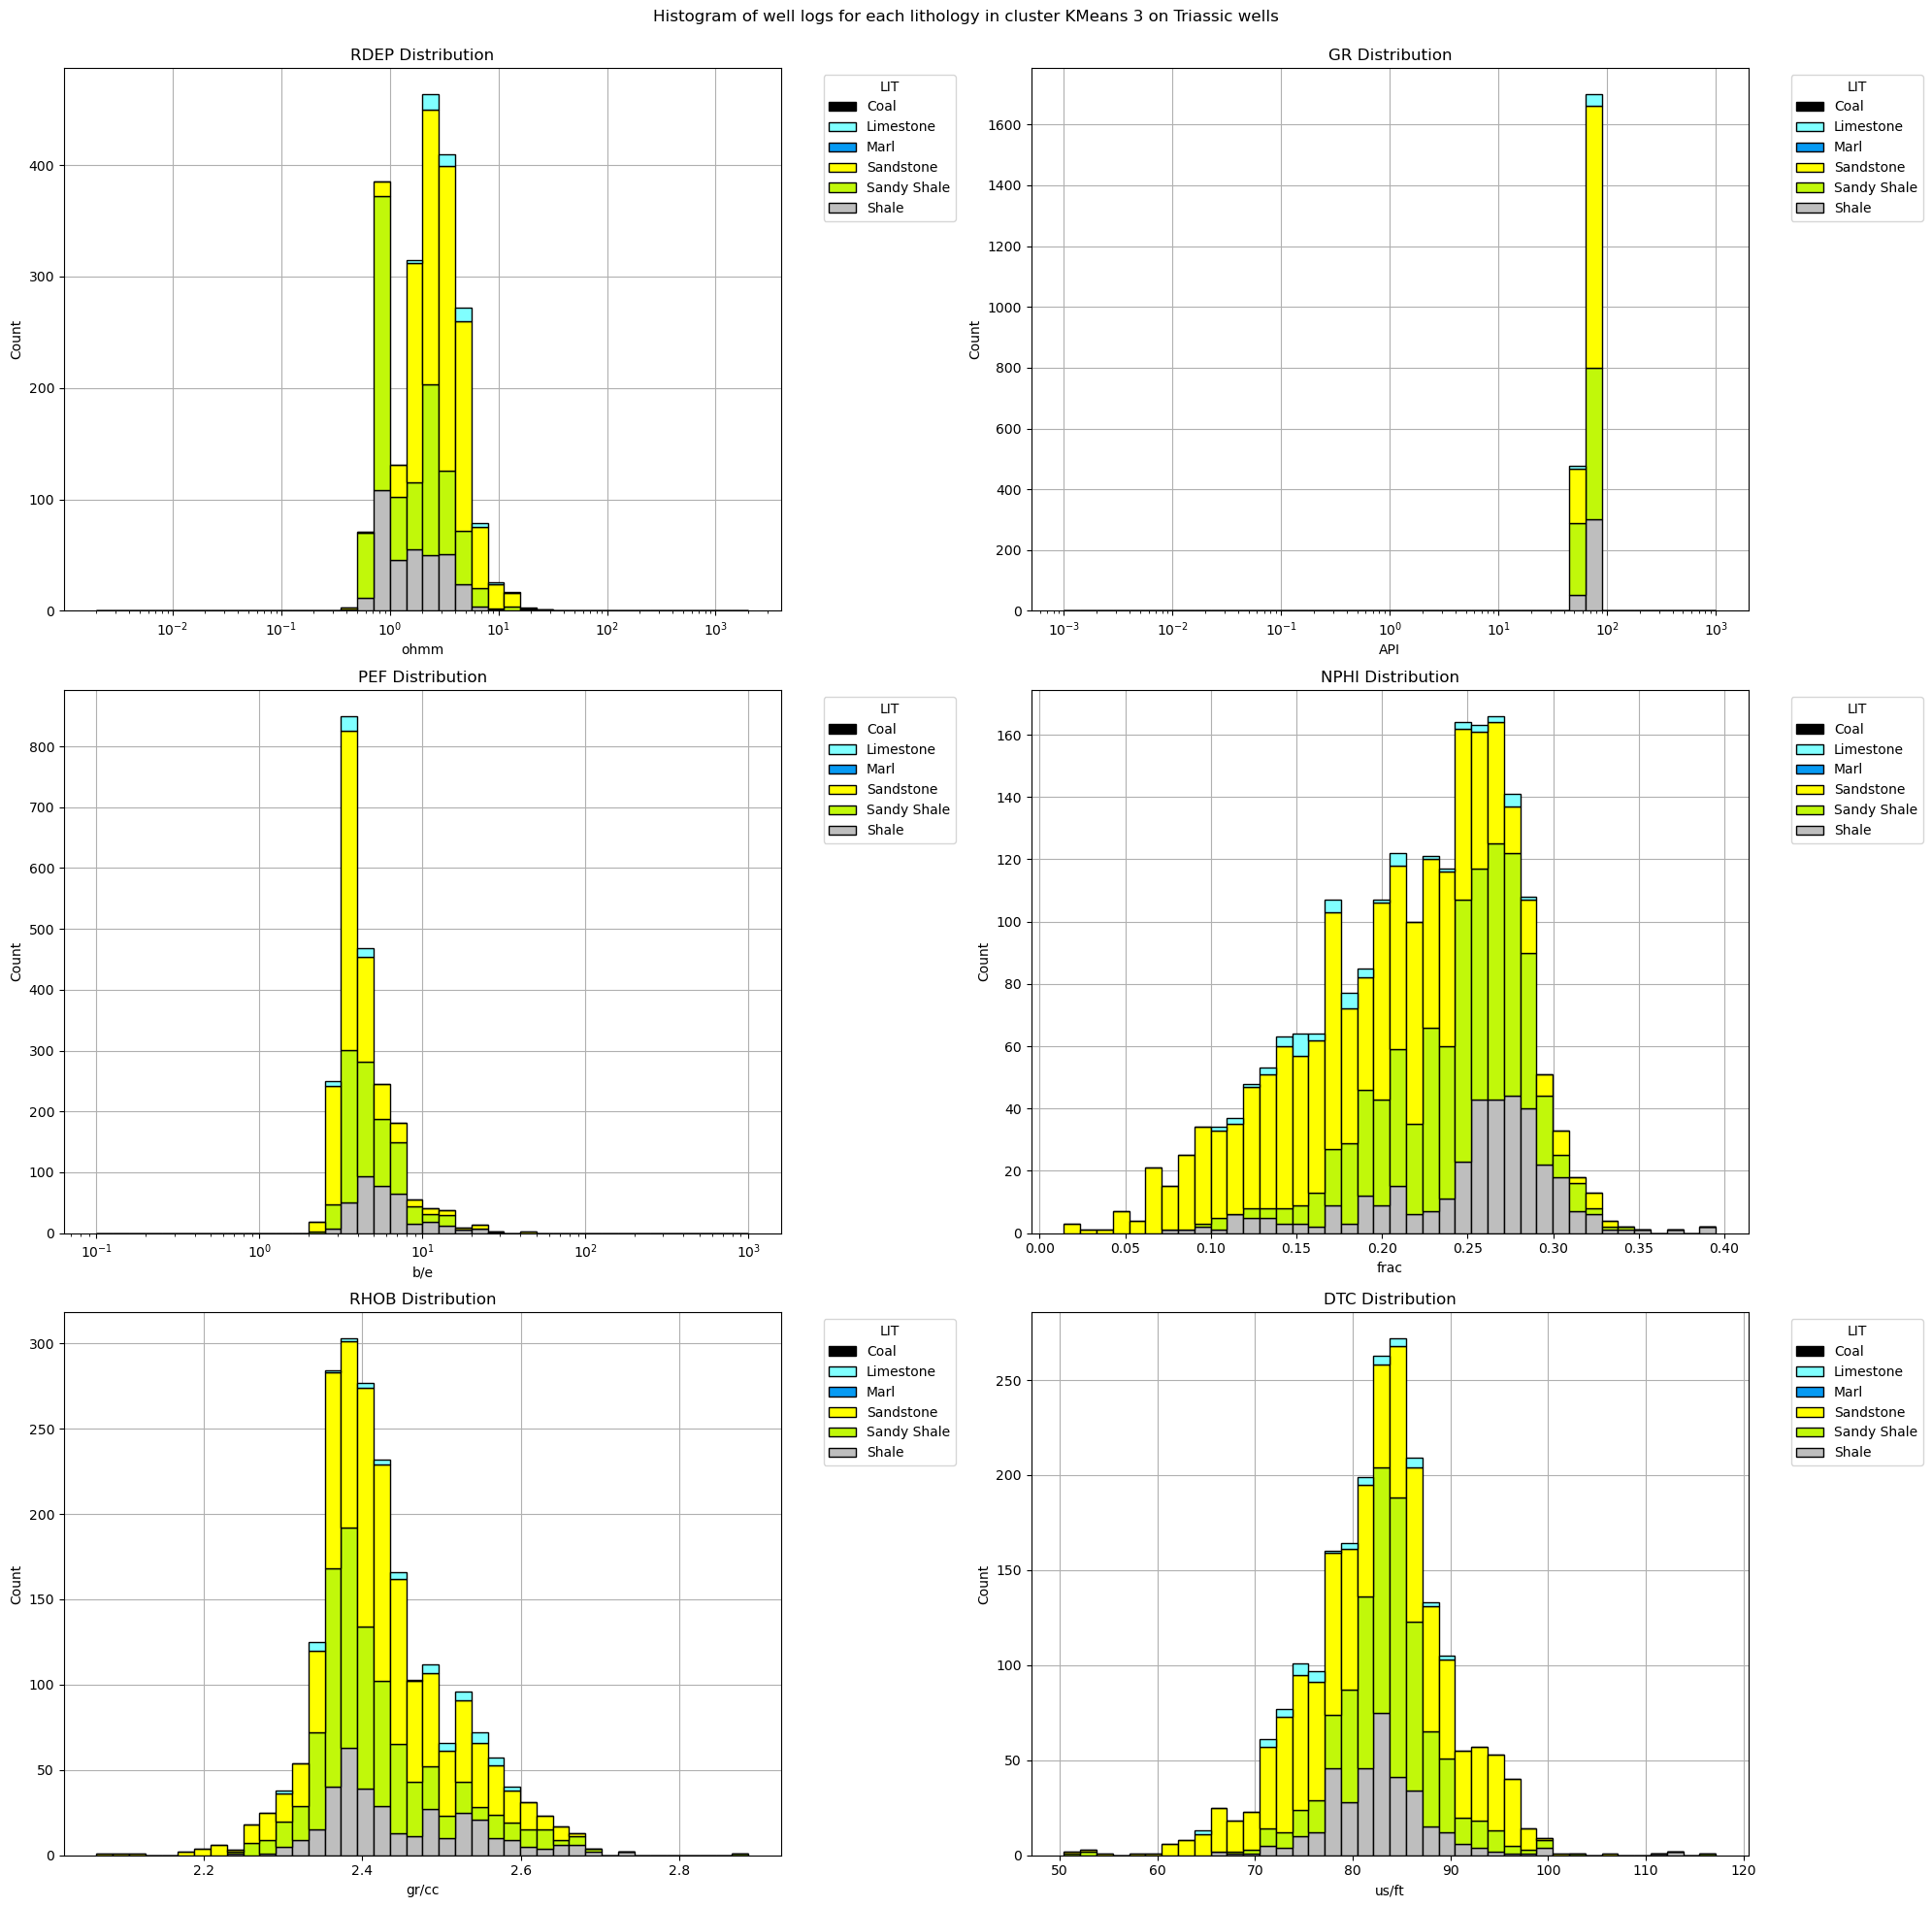 Histogram of well logs for each lithology in cluster KMeans 3 on Triassic wells
RDEP Distribution
Count
400
300
200
100
0
10⁻² 10⁻¹ 10⁰ 10¹ 10² 10³
ohmm
LIT
Coal
Limestone
Marl
Sandstone
Sandy Shale
Shale
GR Distribution
Count
1600
1400
1200
1000
800
600
400
200
0
10⁻³ 10⁻² 10⁻¹ 10⁰ 10¹ 10² 10³
API
LIT
Coal
Limestone
Marl
Sandstone
Sandy Shale
Shale
PEF Distribution
Count
800
700
600
500
400
300
200
100
0
10⁻¹ 10⁰ 10¹ 10² 10³
b/e
LIT
Coal
Limestone
Marl
Sandstone
Sandy Shale
Shale
NPHI Distribution
Count
160
140
120
100
80
60
40
20
0
0.00 0.05 0.10 0.15 0.20 0.25 0.30 0.35 0.40
frac
LIT
Coal
Limestone
Marl
Sandstone
Sandy Shale
Shale
RHOB Distribution
Count
300
250
200
150
100
50
0
2.2 2.4 2.6 2.8
gr/cc
LIT
Coal
Limestone
Marl
Sandstone
Sandy Shale
Shale
DTC Distribution
Count
250
200
150
100
50
0
50 60 70 80 90 100 110 120
us/ft
LIT
Coal
Limestone
Marl
Sandstone
Sandy Shale
Shale